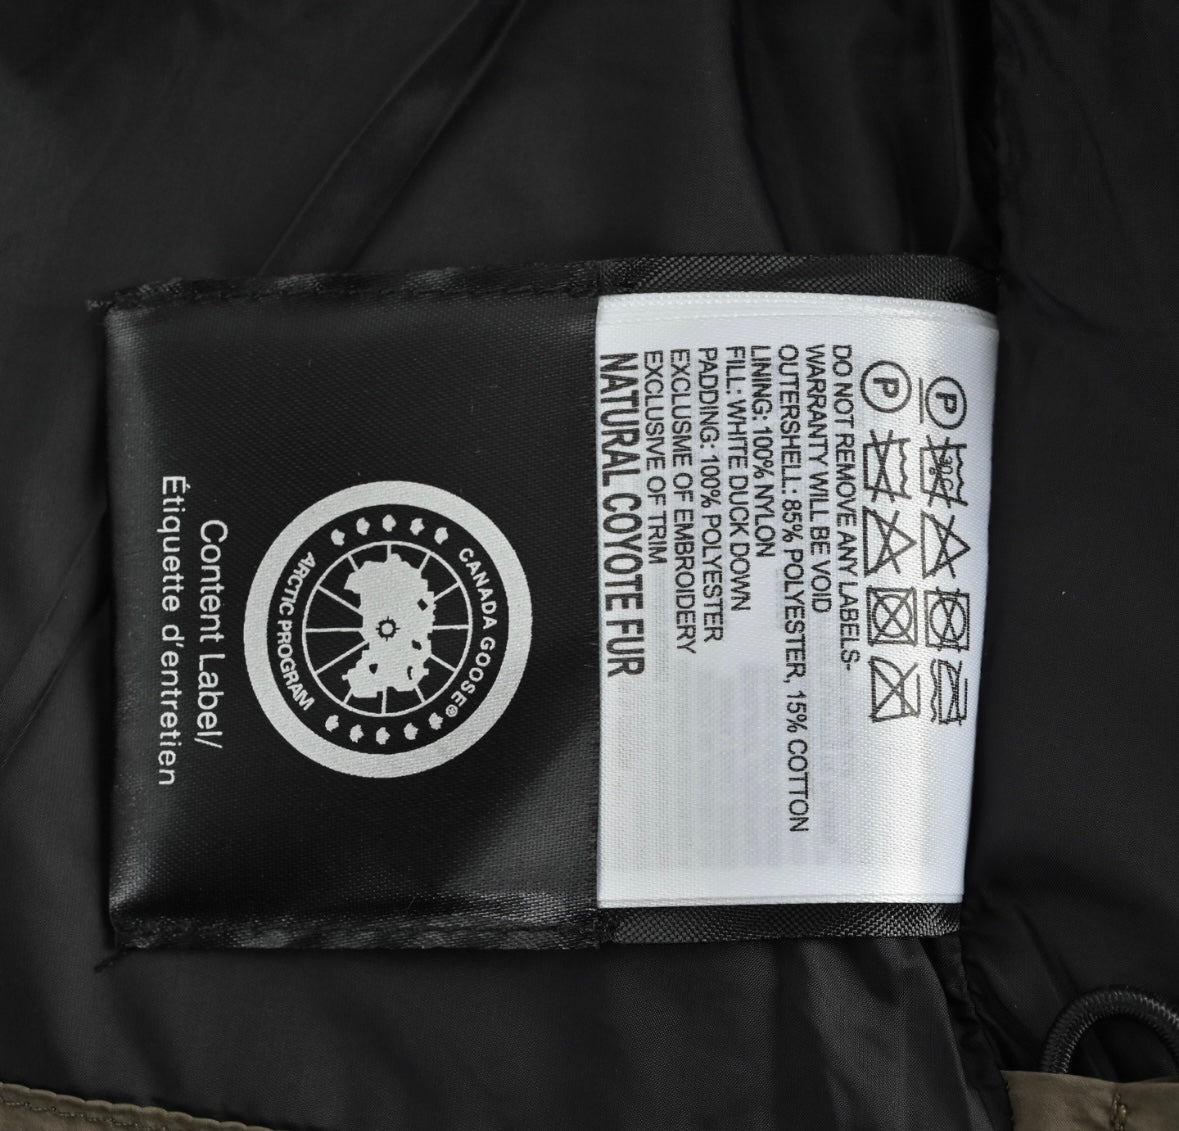 Content Label/
Étiquette d'entretien
CANADA GOOSE®
ARCTIC PROGRAM
P P
30°C
DO NOT REMOVE ANY LABELS-
WARRANTY WILL BE VOID
OUTERSHELL: 85% POLYESTER, 15% COTTON
LINING: 100% NYLON
FILL: WHITE DUCK DOWN
PADDING: 100% POLYESTER
EXCLUSME OF EMBROIDERY
EXCLUSIVE OF TRIM
NATURAL COYOTE FUR